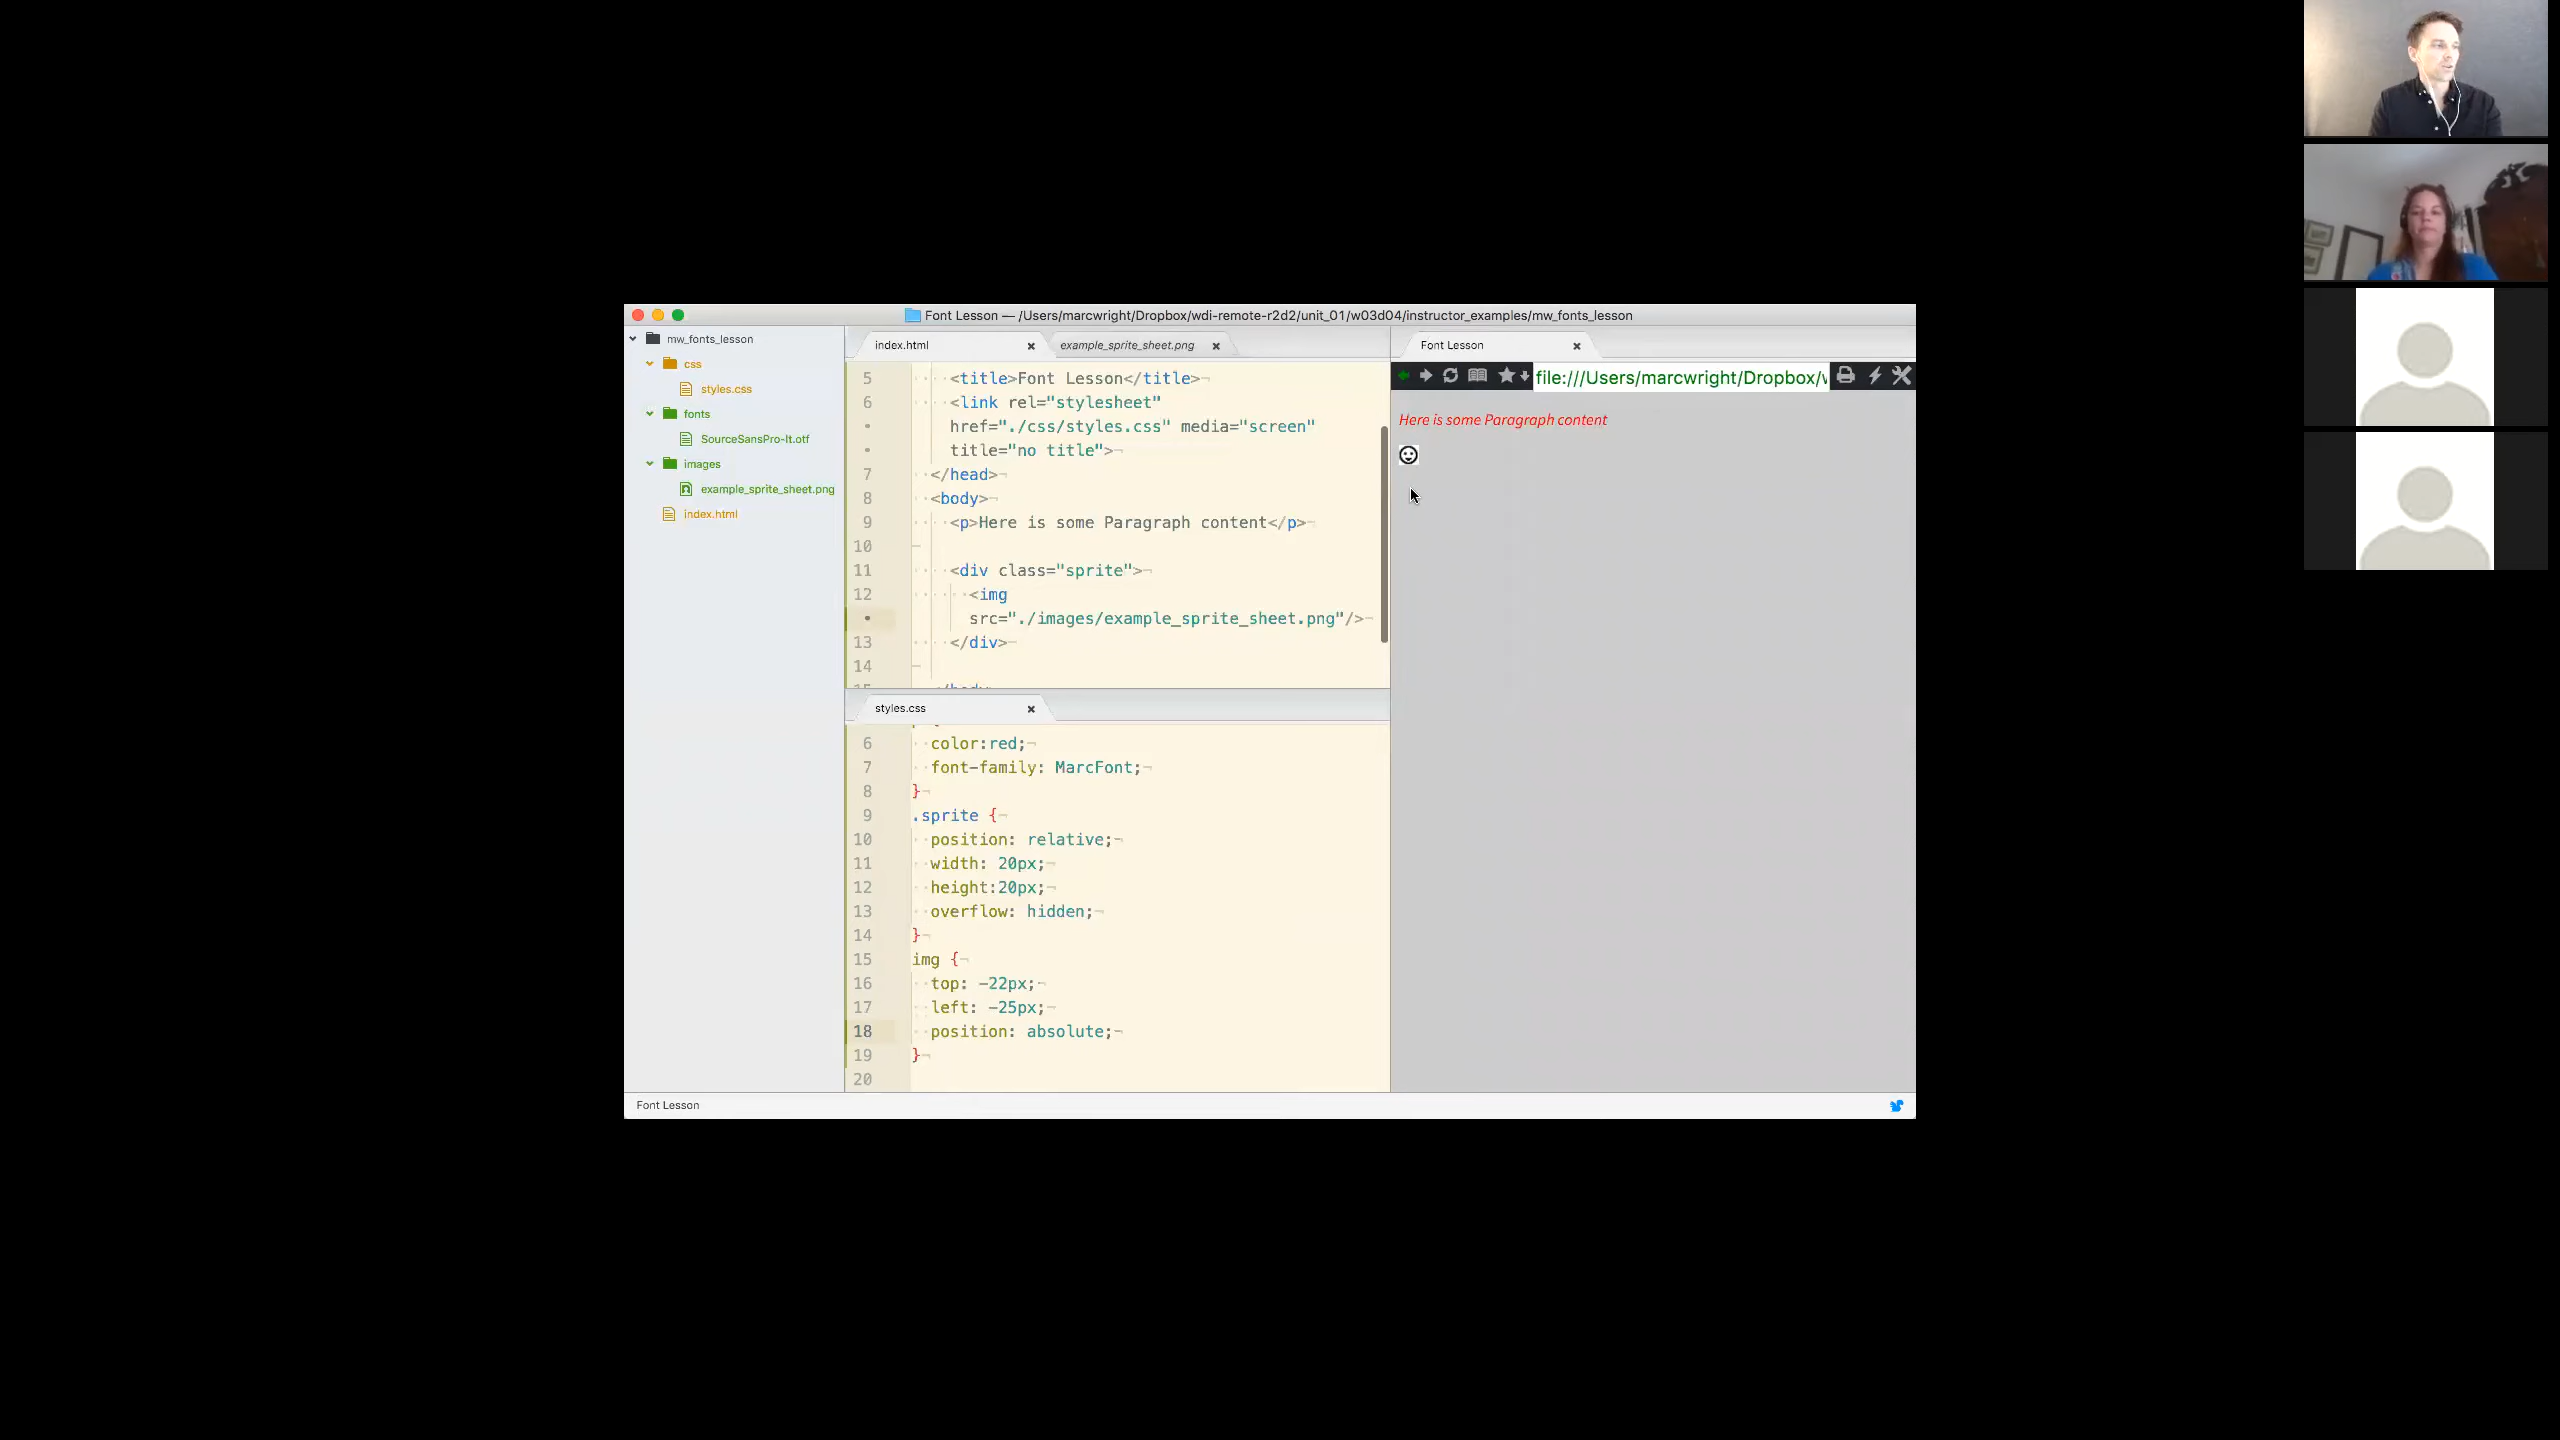 Font Lesson — /Users/marcwright/Dropbox/wdi-remote-r2d2/unit_01/w03d04/instructor_examples/mw_fonts_lesson
mw_fonts_lesson
css
styles.css
fonts
SourceSansPro-It.otf
images
example_sprite_sheet.png
index.html
index.html
example_sprite_sheet.png
5 <title>Font Lesson</title>
6 <link rel="stylesheet"
href="./css/styles.css" media="screen"
title="no title">
7 </head>
8 <body>
9 <p>Here is some Paragraph content</p>
10
11 <div class="sprite">
12 <img
src="./images/example_sprite_sheet.png"/>
13 </div>
14
styles.css
6 color:red;
7 font-family: MarcFont;
8 }
9 .sprite {
10 position: relative;
11 width: 20px;
12 height:20px;
13 overflow: hidden;
14 }
15 img {
16 top: -22px;
17 left: -25px;
18 position: absolute;
19 }
20
Font Lesson
file:///Users/marcwright/Dropbox/
Here is some Paragraph content
Font Lesson